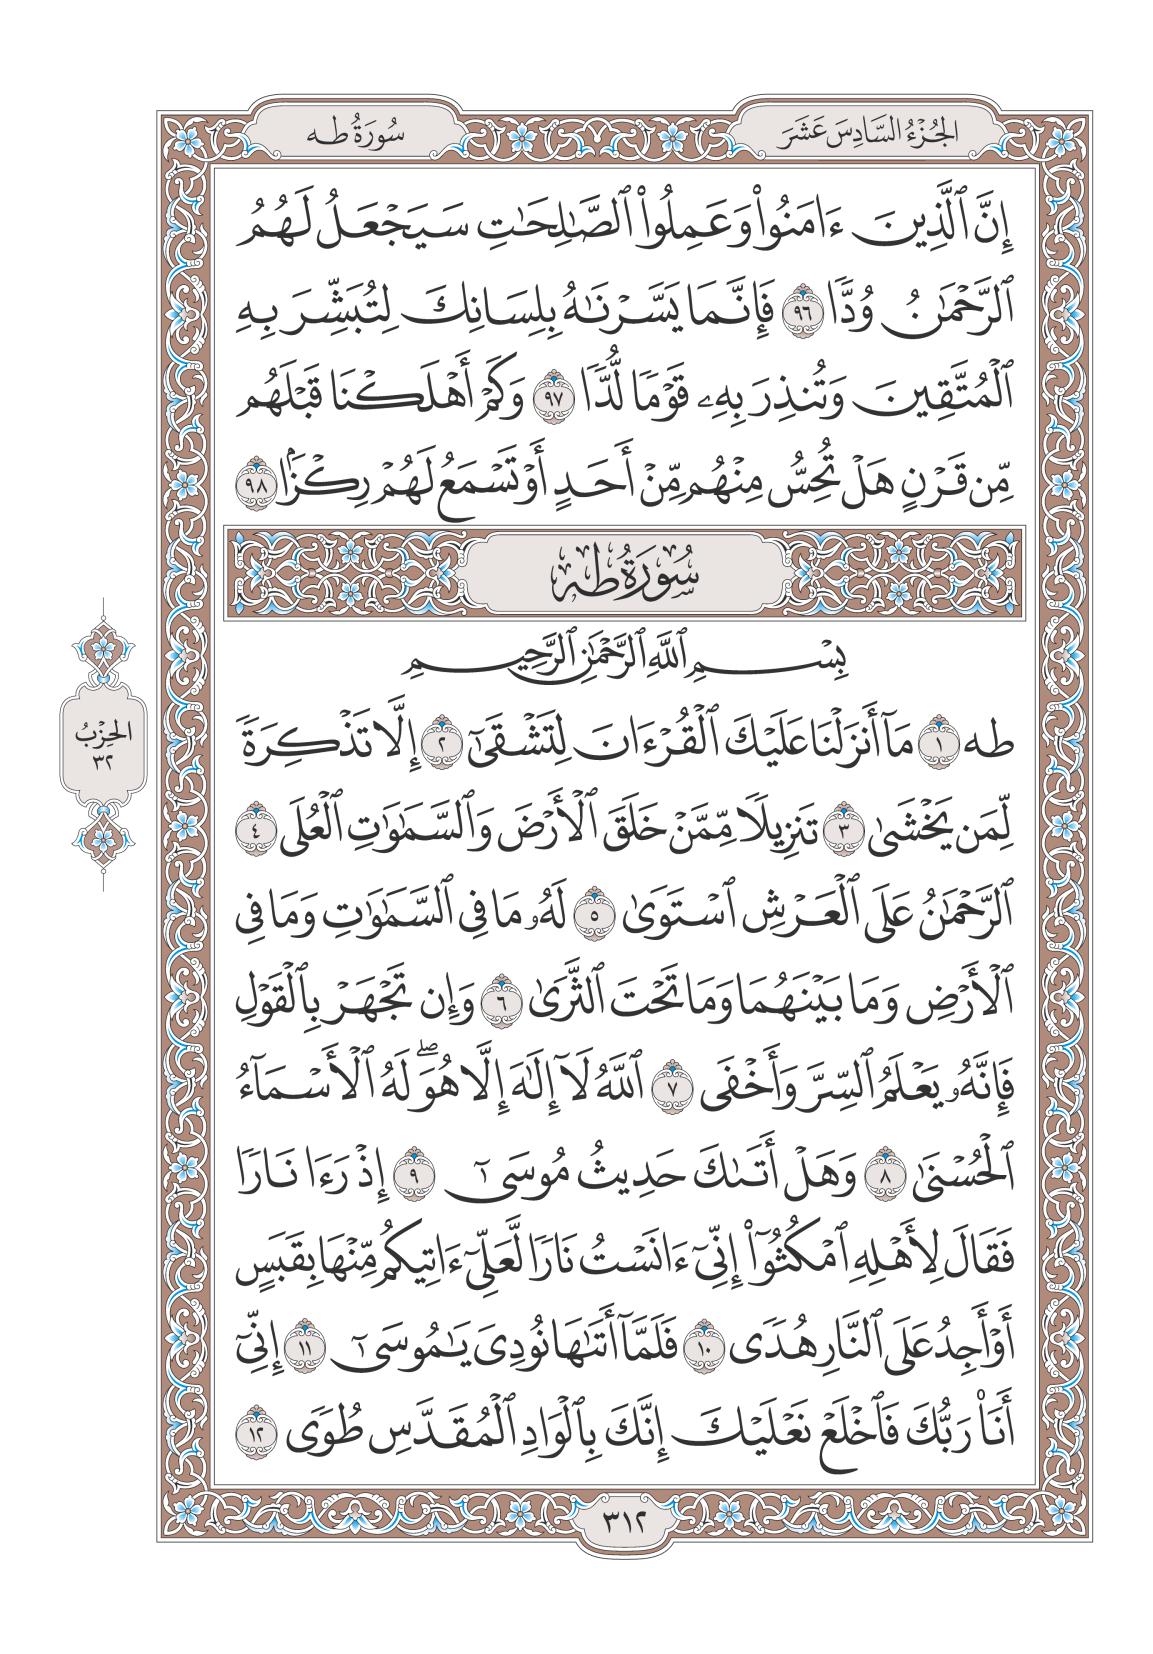 الجُزْءُ السَّادِسَ عَشَرَ
سُورَةُ طه
إِنَّ ٱلَّذِينَ ءَامَنُوا۟ وَعَمِلُوا۟ ٱلصَّٰلِحَٰتِ سَيَجْعَلُ لَهُمُ
ٱلرَّحْمَٰنُ وُدًّا ٩٦ فَإِنَّمَا يَسَّرْنَٰهُ بِلِسَانِكَ لِتُبَشِّرَ بِهِ
ٱلْمُتَّقِينَ وَتُنذِرَ بِهِۦ قَوْمًا لُّدًّا ٩٧ وَكَمْ أَهْلَكْنَا قَبْلَهُم
مِّن قَرْنٍ هَلْ تُحِسُّ مِنْهُم مِّنْ أَحَدٍ أَوْ تَسْمَعُ لَهُمْ رِكْزًۢا ٩٨
سُورَةُ طه
بِسْمِ ٱللَّهِ ٱلرَّحْمَٰنِ ٱلرَّحِيمِ
طه ١ مَآ أَنزَلْنَا عَلَيْكَ ٱلْقُرْءَانَ لِتَشْقَىٰٓ ٢ إِلَّا تَذْكِرَةً
لِّمَن يَخْشَىٰ ٣ تَنزِيلًا مِّمَّنْ خَلَقَ ٱلْأَرْضَ وَٱلسَّمَٰوَٰتِ ٱلْعُلَى ٤
ٱلرَّحْمَٰنُ عَلَى ٱلْعَرْشِ ٱسْتَوَىٰ ٥ لَهُۥ مَا فِى ٱلسَّمَٰوَٰتِ وَمَا فِى
ٱلْأَرْضِ وَمَا بَيْنَهُمَا وَمَا تَحْتَ ٱلثَّرَىٰ ٦ وَإِن تَجْهَرْ بِٱلْقَوْلِ
فَإِنَّهُۥ يَعْلَمُ ٱلسِّرَّ وَأَخْفَى ٧ ٱللَّهُ لَآ إِلَٰهَ إِلَّا هُوَ ۖ لَهُ ٱلْأَسْمَآءُ
ٱلْحُسْنَىٰ ٨ وَهَلْ أَتَىٰكَ حَدِيثُ مُوسَىٰٓ ٩ إِذْ رَءَا نَارًا
فَقَالَ لِأَهْلِهِ ٱمْكُثُوٓا۟ إِنِّىٓ ءَانَسْتُ نَارًا لَّعَلِّىٓ ءَاتِيكُم مِّنْهَا بِقَبَسٍ
أَوْ أَجِدُ عَلَى ٱلنَّارِ هُدًى ١٠ فَلَمَّآ أَتَىٰهَا نُودِىَ يَٰمُوسَىٰٓ ١١ إِنِّىٓ
أَنَا۠ رَبُّكَ فَٱخْلَعْ نَعْلَيْكَ إِنَّكَ بِٱلْوَادِ ٱلْمُقَدَّسِ طُوًى ١٢
الحِزْبُ
٣٢
٣١٢